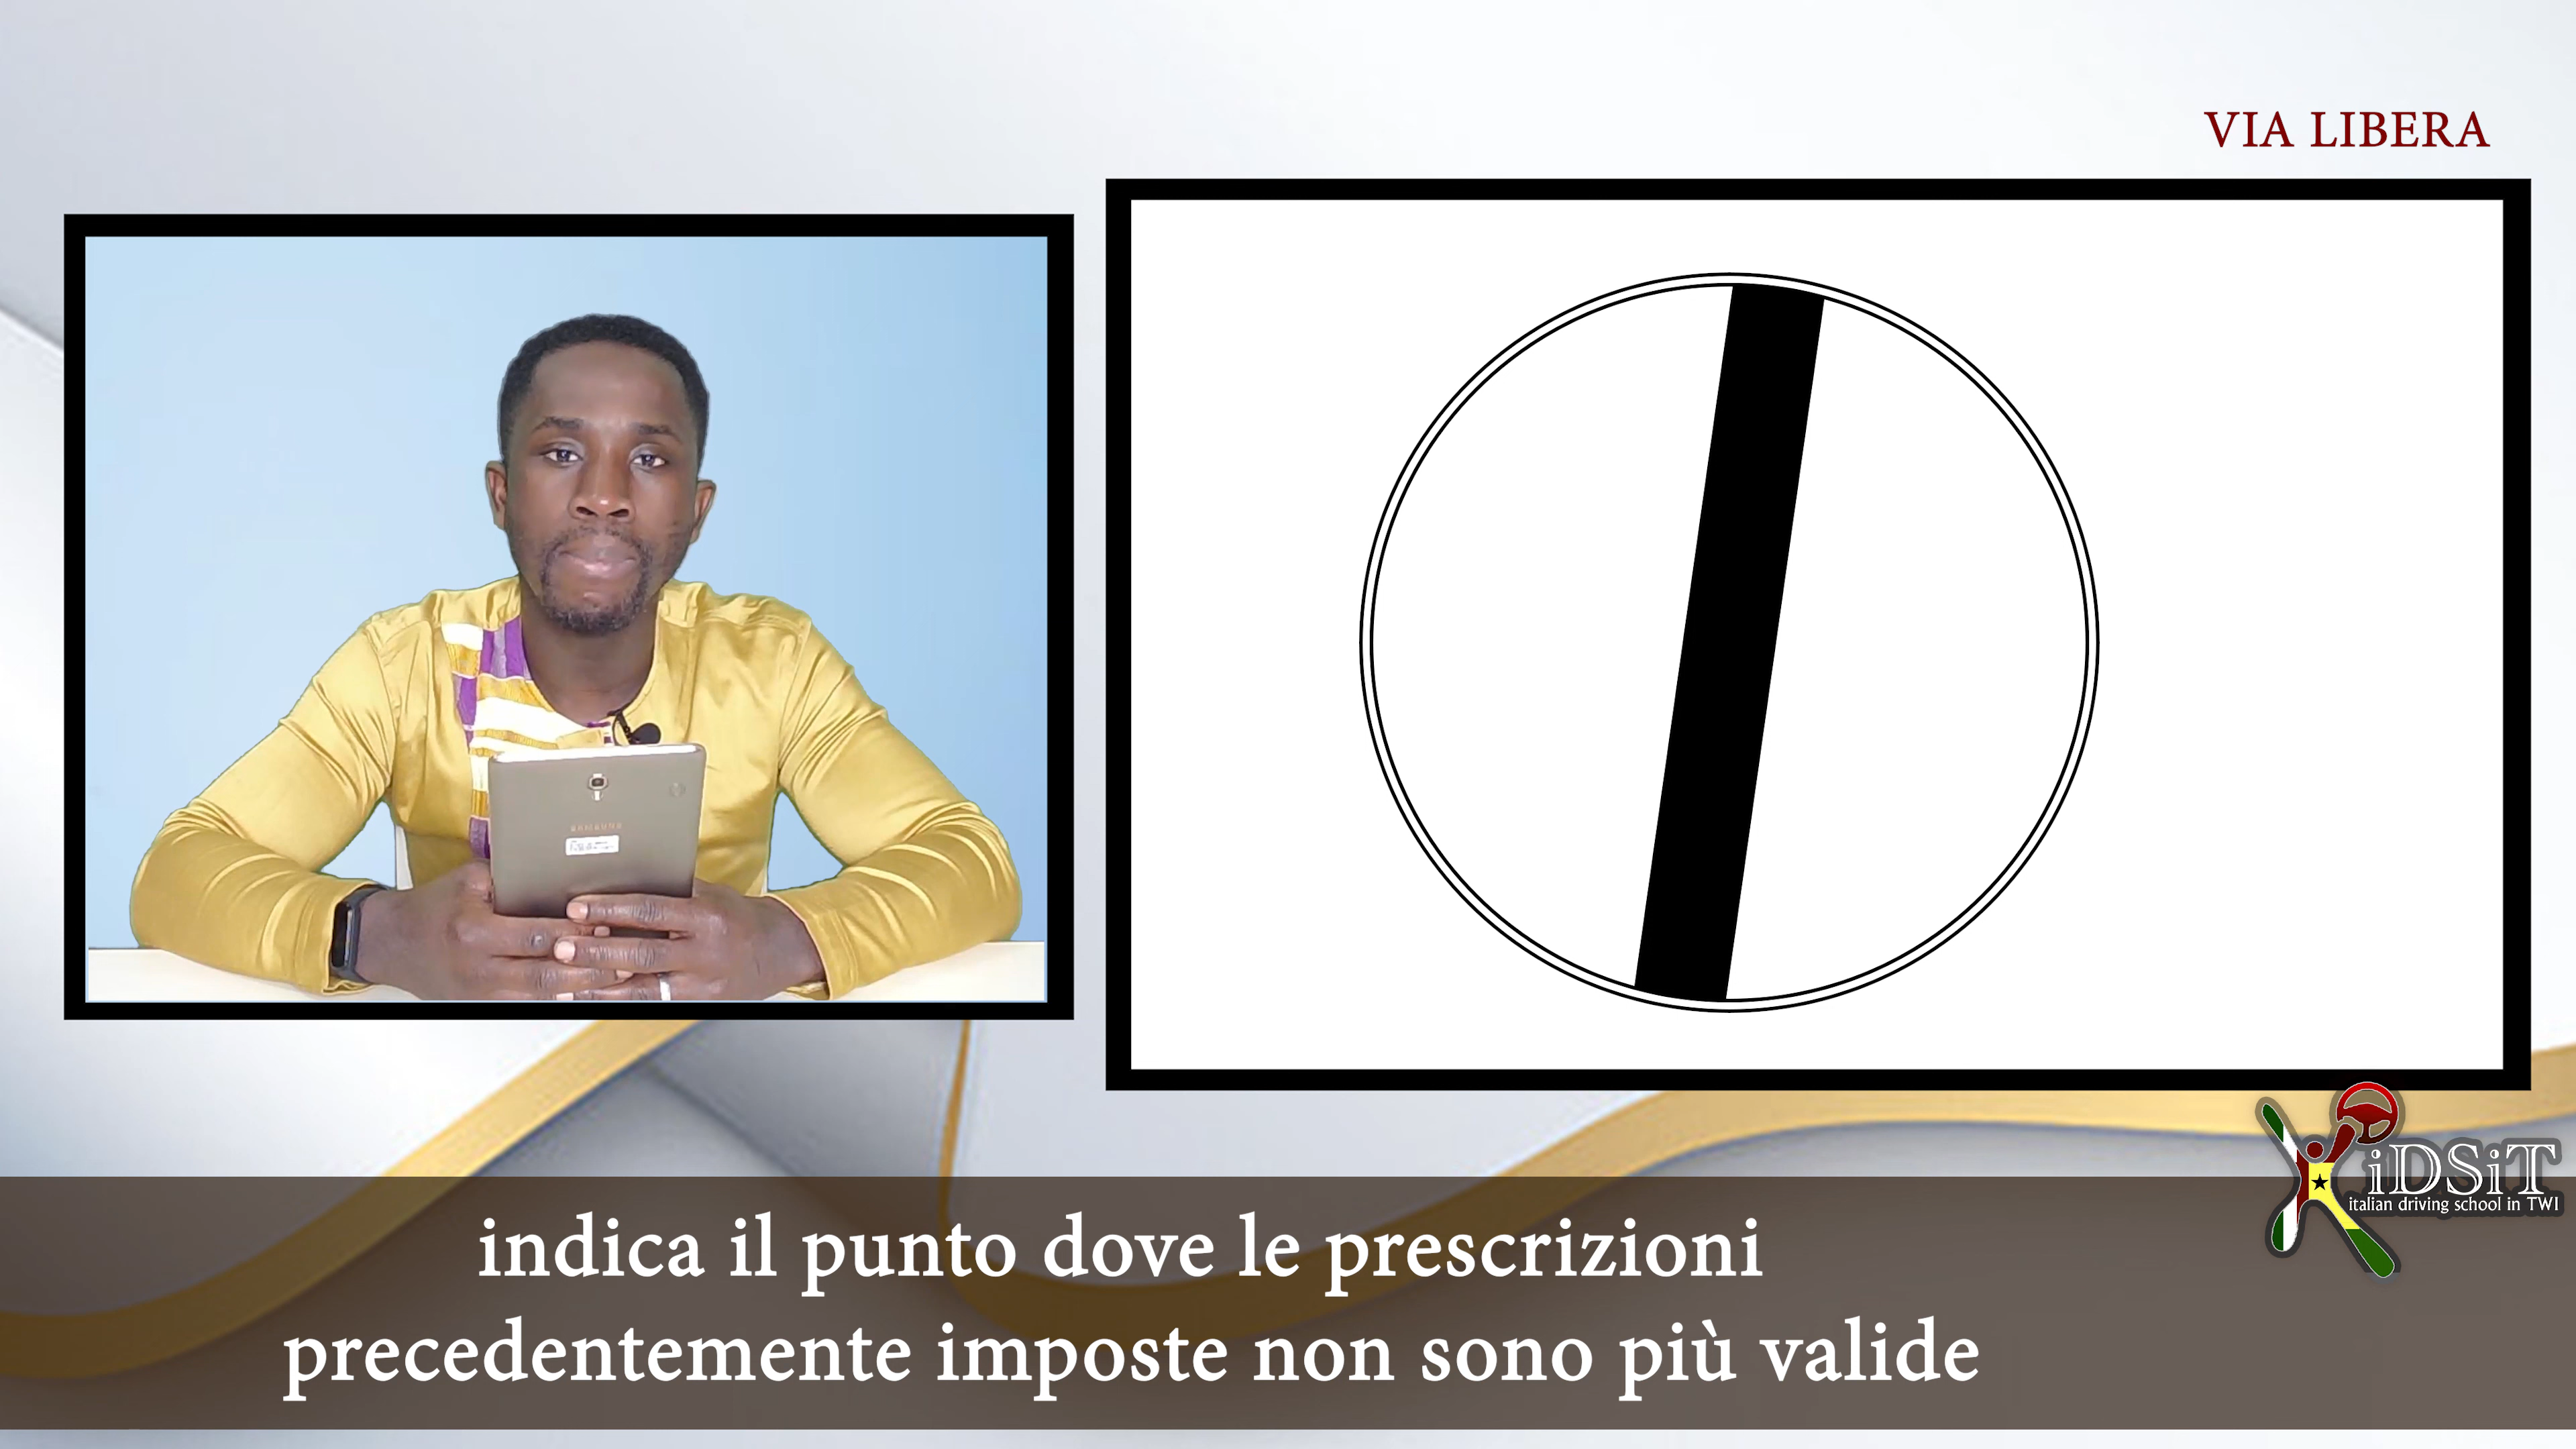 VIA LIBERA
SAMSUNG
iDSiT
italian driving school in TWI
indica il punto dove le prescrizioni
precedentemente imposte non sono più valide